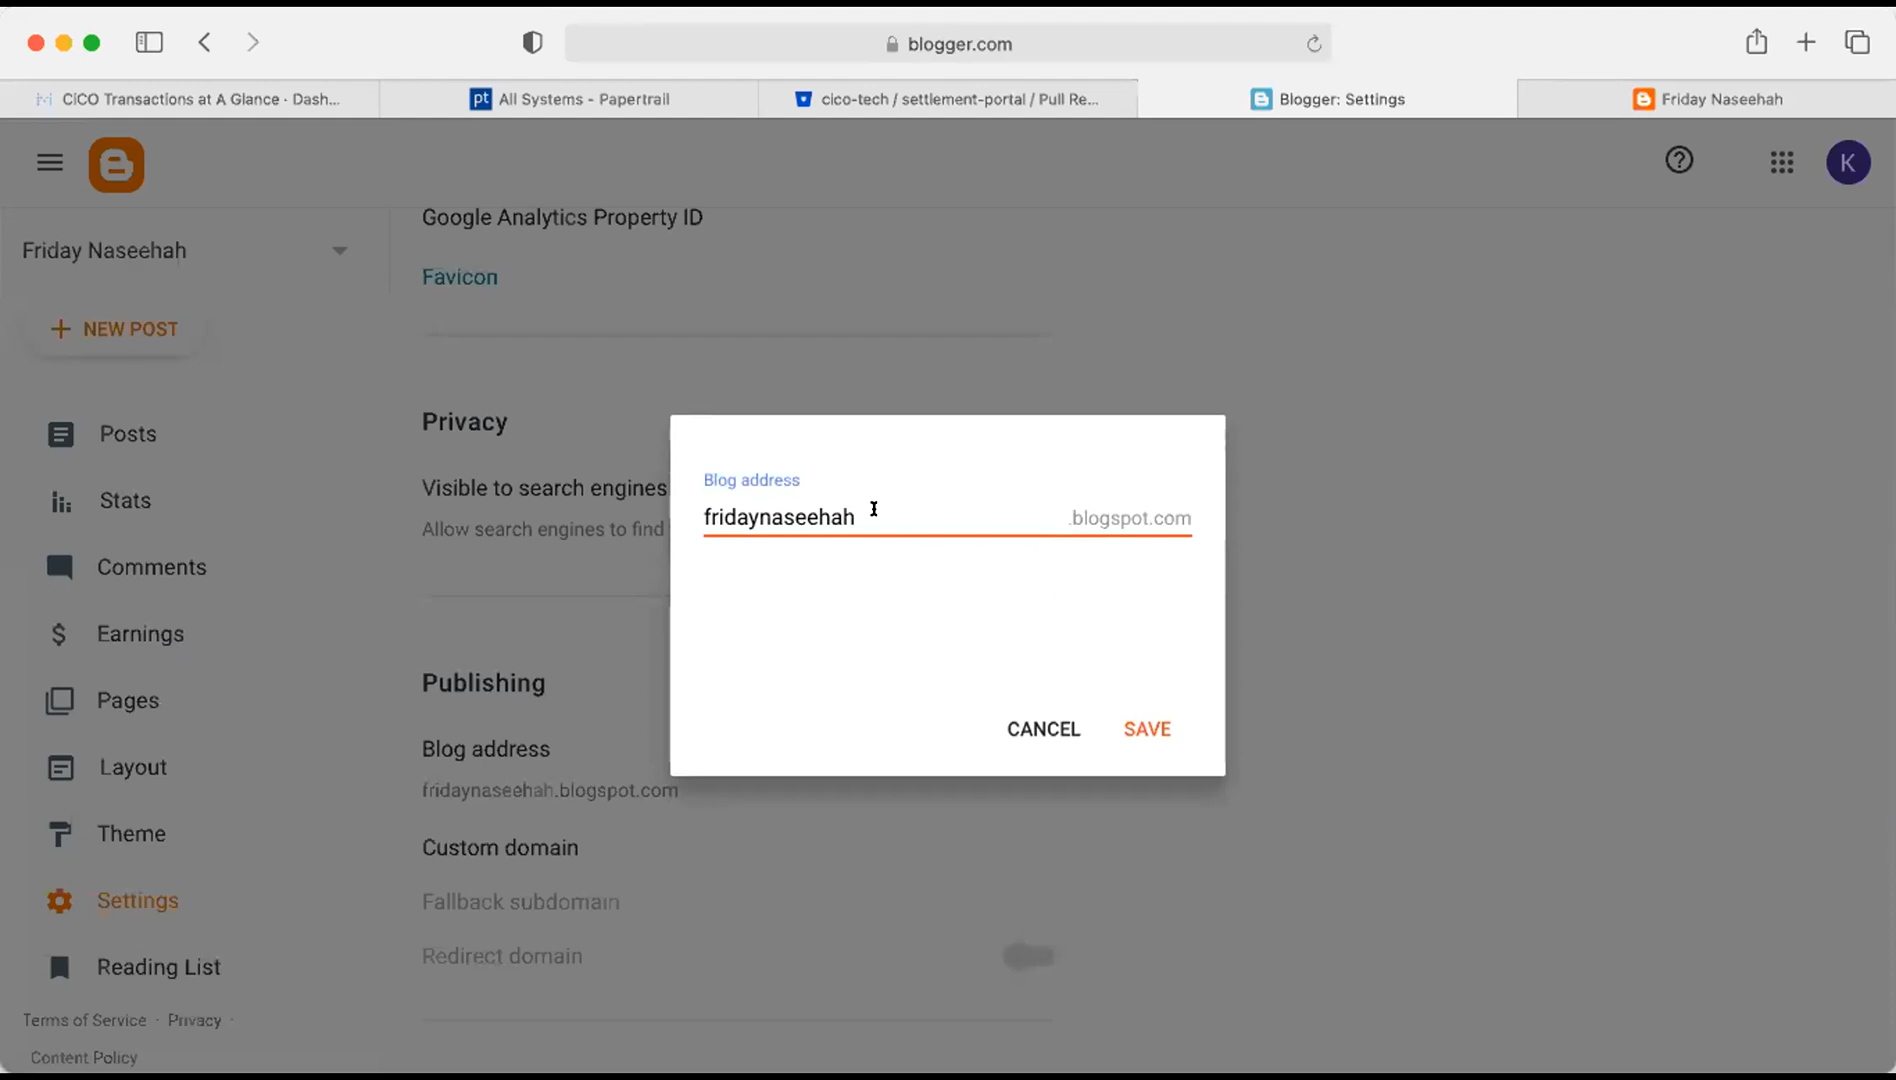 blogger.com
CiCO Transactions at A Glance · Dash...
pt All Systems - Papertrail
cico-tech / settlement-portal / Pull Re...
Blogger: Settings
Friday Naseehah
K
Google Analytics Property ID
Friday Naseehah
Favicon
+ NEW POST
Privacy
Posts
Blog address
Visible to search engines
Stats
fridaynaseehah .blogspot.com
Allow search engines to find
Comments
Earnings
Publishing
Pages
CANCEL SAVE
Blog address
Layout
fridaynaseehah.blogspot.com
Theme
Custom domain
Settings
Fallback subdomain
Redirect domain
Reading List
Terms of Service · Privacy ·
Content Policy